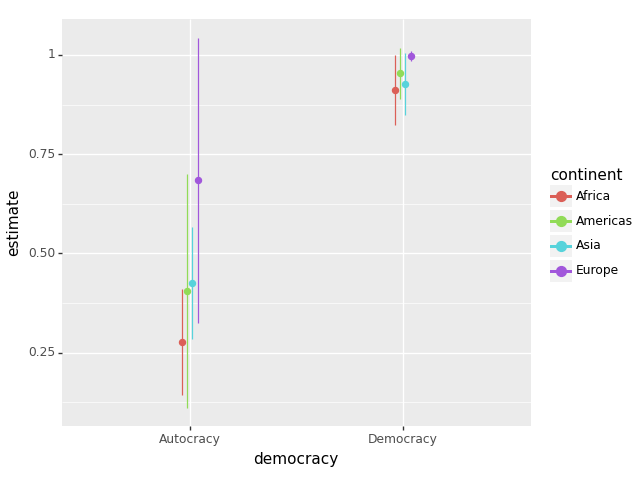 1
0.75
0.50
0.25
estimate
Autocracy
Democracy
democracy
continent
Africa
Americas
Asia
Europe